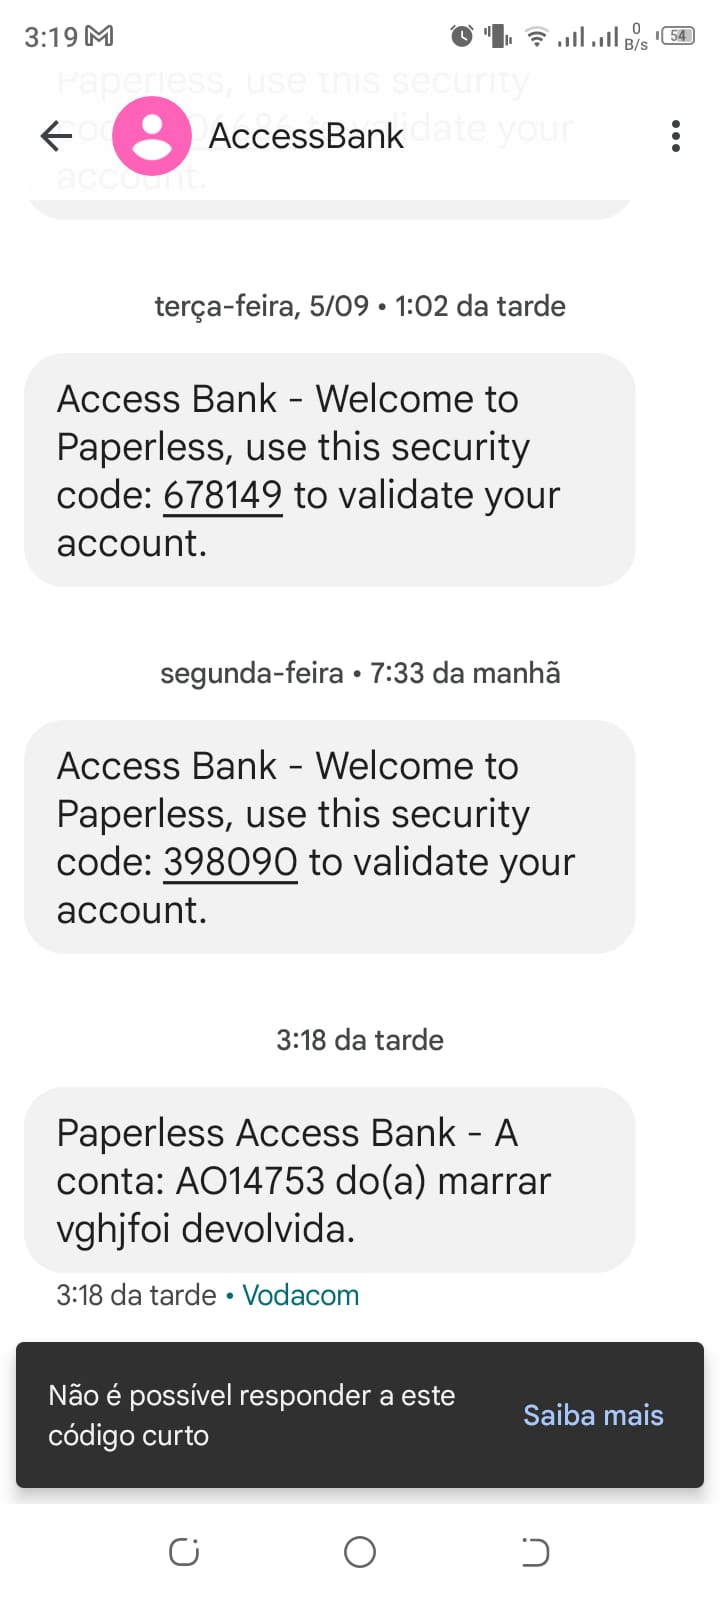 3:19
0
B/s
54
Paperless, use this security
code: validate your
account.
AccessBank
terça-feira, 5/09 • 1:02 da tarde
Access Bank - Welcome to
Paperless, use this security
code: 678149 to validate your
account.
segunda-feira • 7:33 da manhã
Access Bank - Welcome to
Paperless, use this security
code: 398090 to validate your
account.
3:18 da tarde
Paperless Access Bank - A
conta: AO14753 do(a) marrar
vghjfoi devolvida.
3:18 da tarde • Vodacom
Não é possível responder a este
código curto
Saiba mais